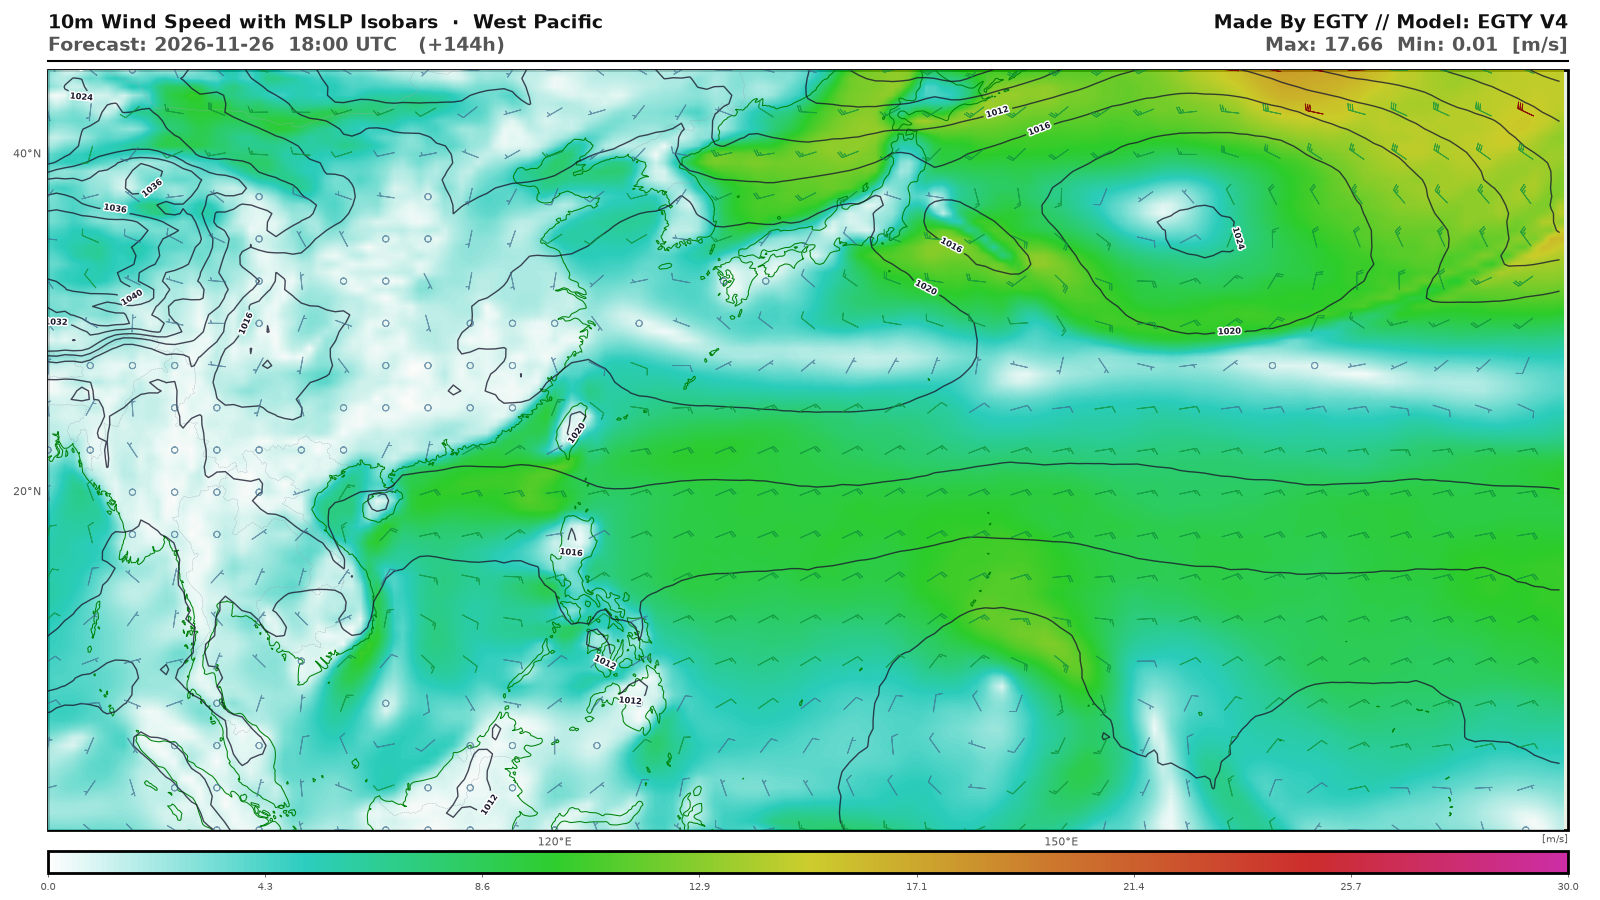 10m Wind Speed with MSLP Isobars · West Pacific
Made By EGTY // Model: EGTY V4
Forecast: 2026-11-26 18:00 UTC (+144h)
Max: 17.66 Min: 0.01 [m/s]
1024
1012
1016
40°N
1036
1036
1016
1024
1040
1020
1032
1016
1020
1020
20°N
1016
1012
1012
1012
120°E
150°E
[m/s]
0.0
4.3
8.6
12.9
17.1
21.4
25.7
30.0